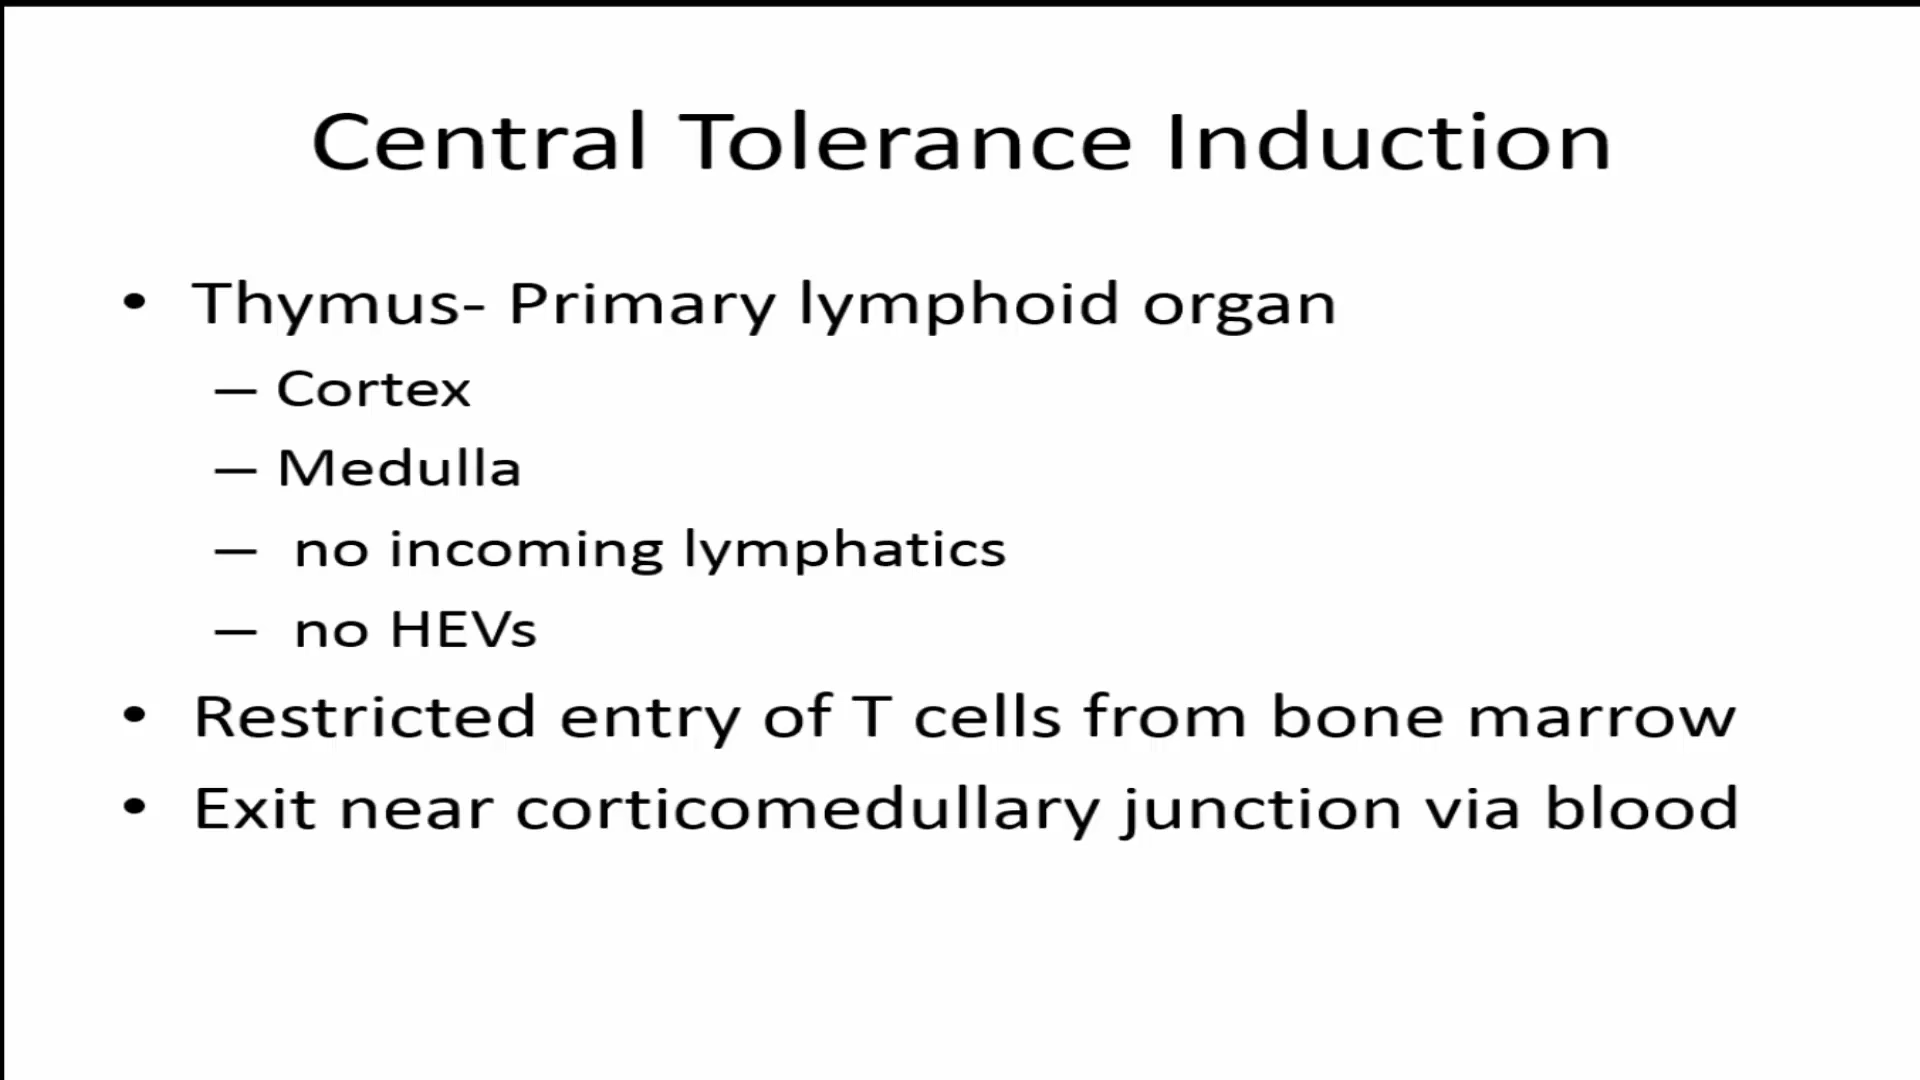 Central Tolerance Induction
• Thymus- Primary lymphoid organ
– Cortex
– Medulla
– no incoming lymphatics
– no HEVs
• Restricted entry of T cells from bone marrow
• Exit near corticomedullary junction via blood